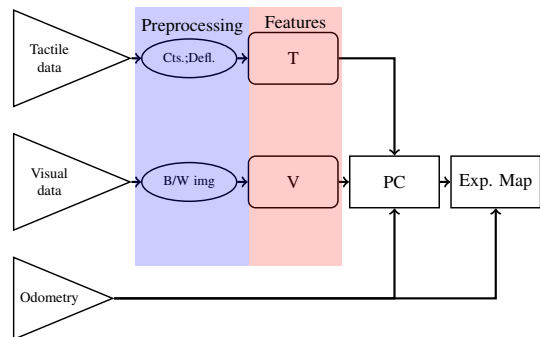 Preprocessing Features
Tactile
data
Cts.;Defl.
T
Visual
data
B/W img
V
PC
Exp. Map
Odometry